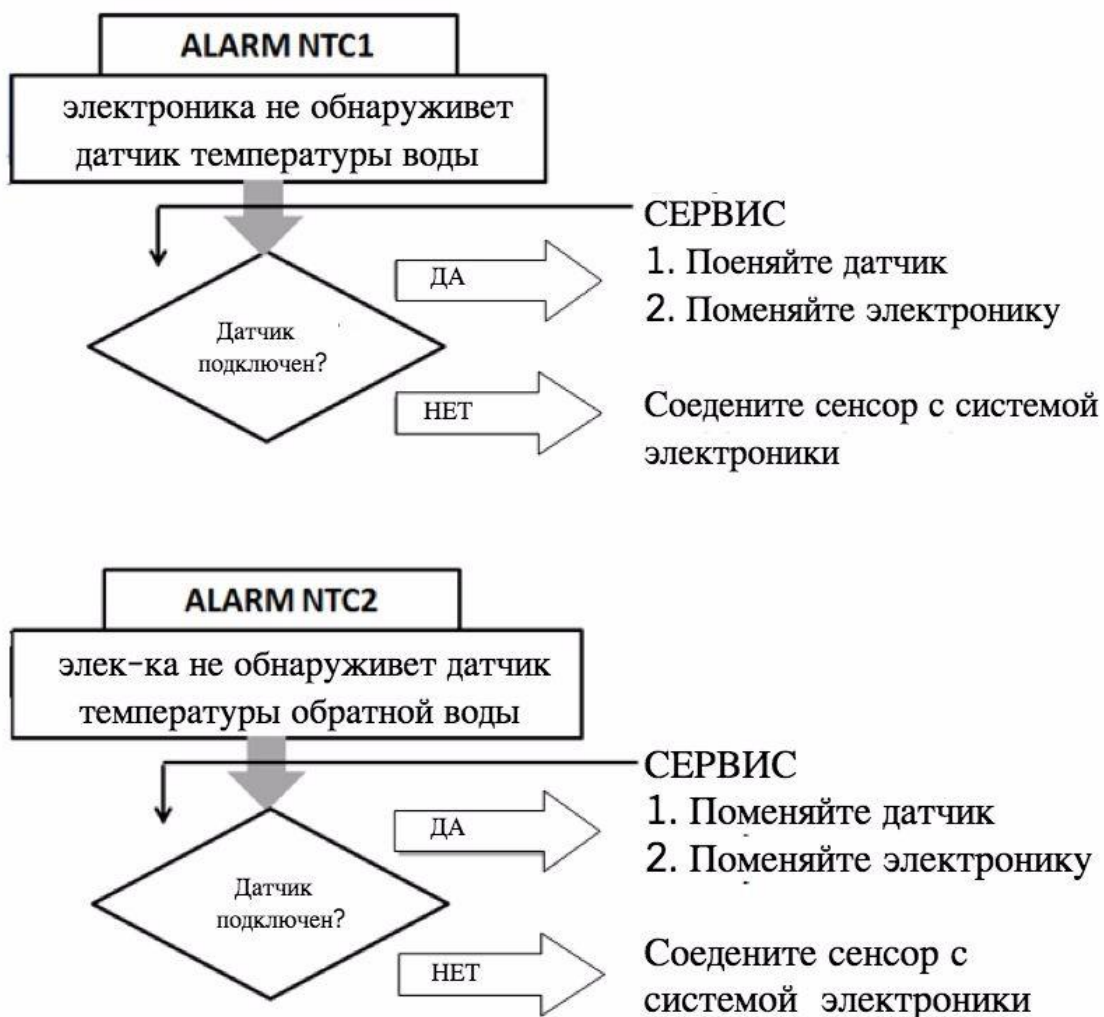 ALARM NTC1
электроника не обнаруживет
датчик температуры воды
СЕРВИС
1. Поеняйте датчик
2. Поменяйте электронику
ДА
Датчик
подключен?
НЕТ
Соедените сенсор с системой
электроники
ALARM NTC2
элек-ка не обнаруживет датчик
температуры обратной воды
СЕРВИС
1. Поменяйте датчик
2. Поменяйте электронику
ДА
Датчик
подключен?
НЕТ
Соедените сенсор с
системой электроники